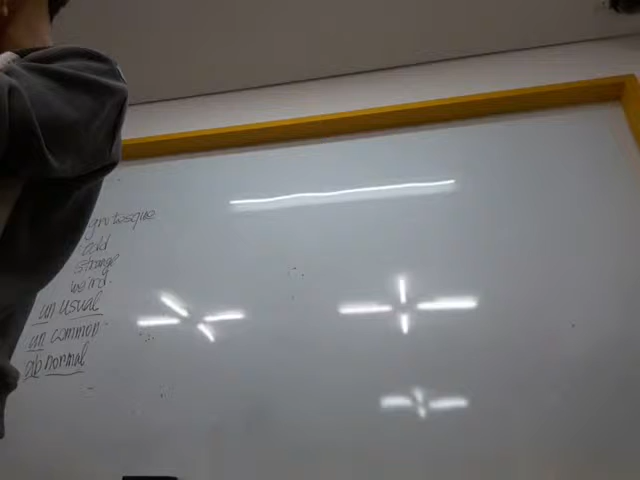 grotesque
odd
strange
weird
unusual
uncommon
abnormal